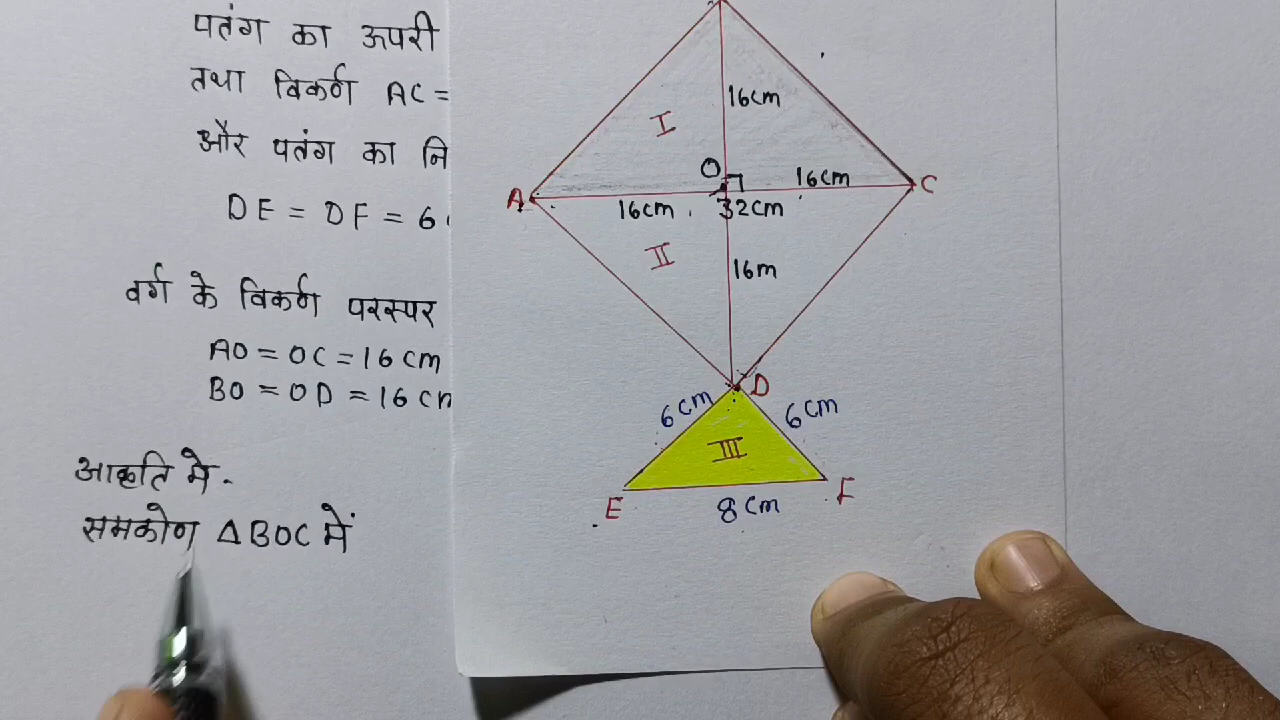 पतंग का ऊपरी
तथा विकर्ण AC =
और पतंग का नि
DE = DF = 6
वर्ग के विकर्ण परस्पर
AO = OC = 16 cm
BO = OD = 16 cm
आकृति मे.
समकोण ΔBOC में
16cm
I
O
16cm
C
A
16cm.
32cm
II
16m
D
6cm
6cm
III
E
8cm
F